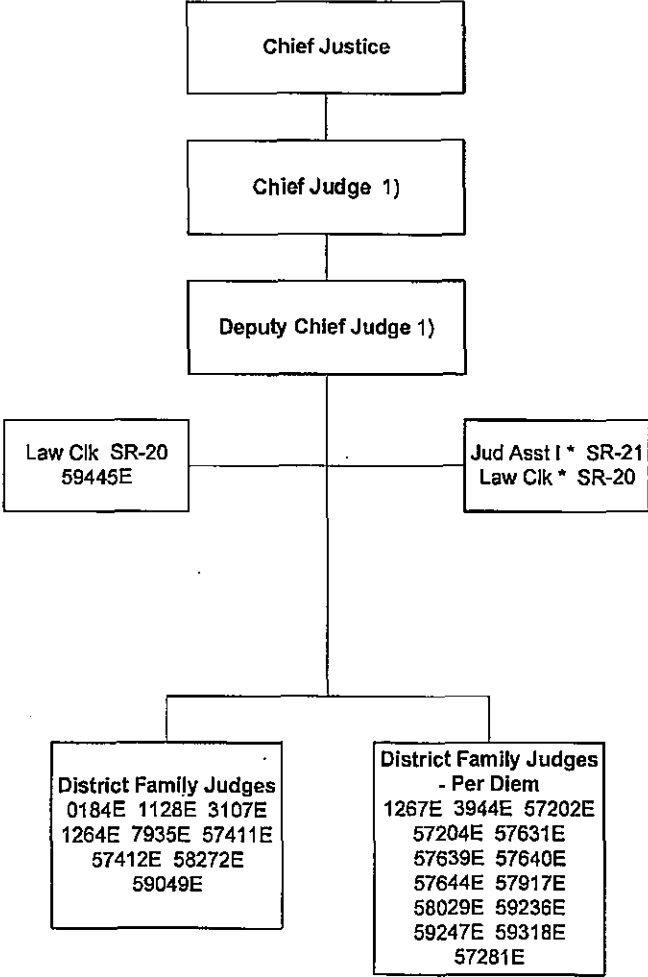 Chief Justice
Chief Judge 1)
Deputy Chief Judge 1)
Law Clk SR-20
59445E
Jud Asst I * SR-21
Law Clk * SR-20
District Family Judges
0184E 1128E 3107E
1264E 7935E 57411E
57412E 58272E
59049E
District Family Judges
- Per Diem
1267E 3944E 57202E
57204E 57631E
57639E 57640E
57644E 57917E
58029E 59236E
59247E 59318E
57281E